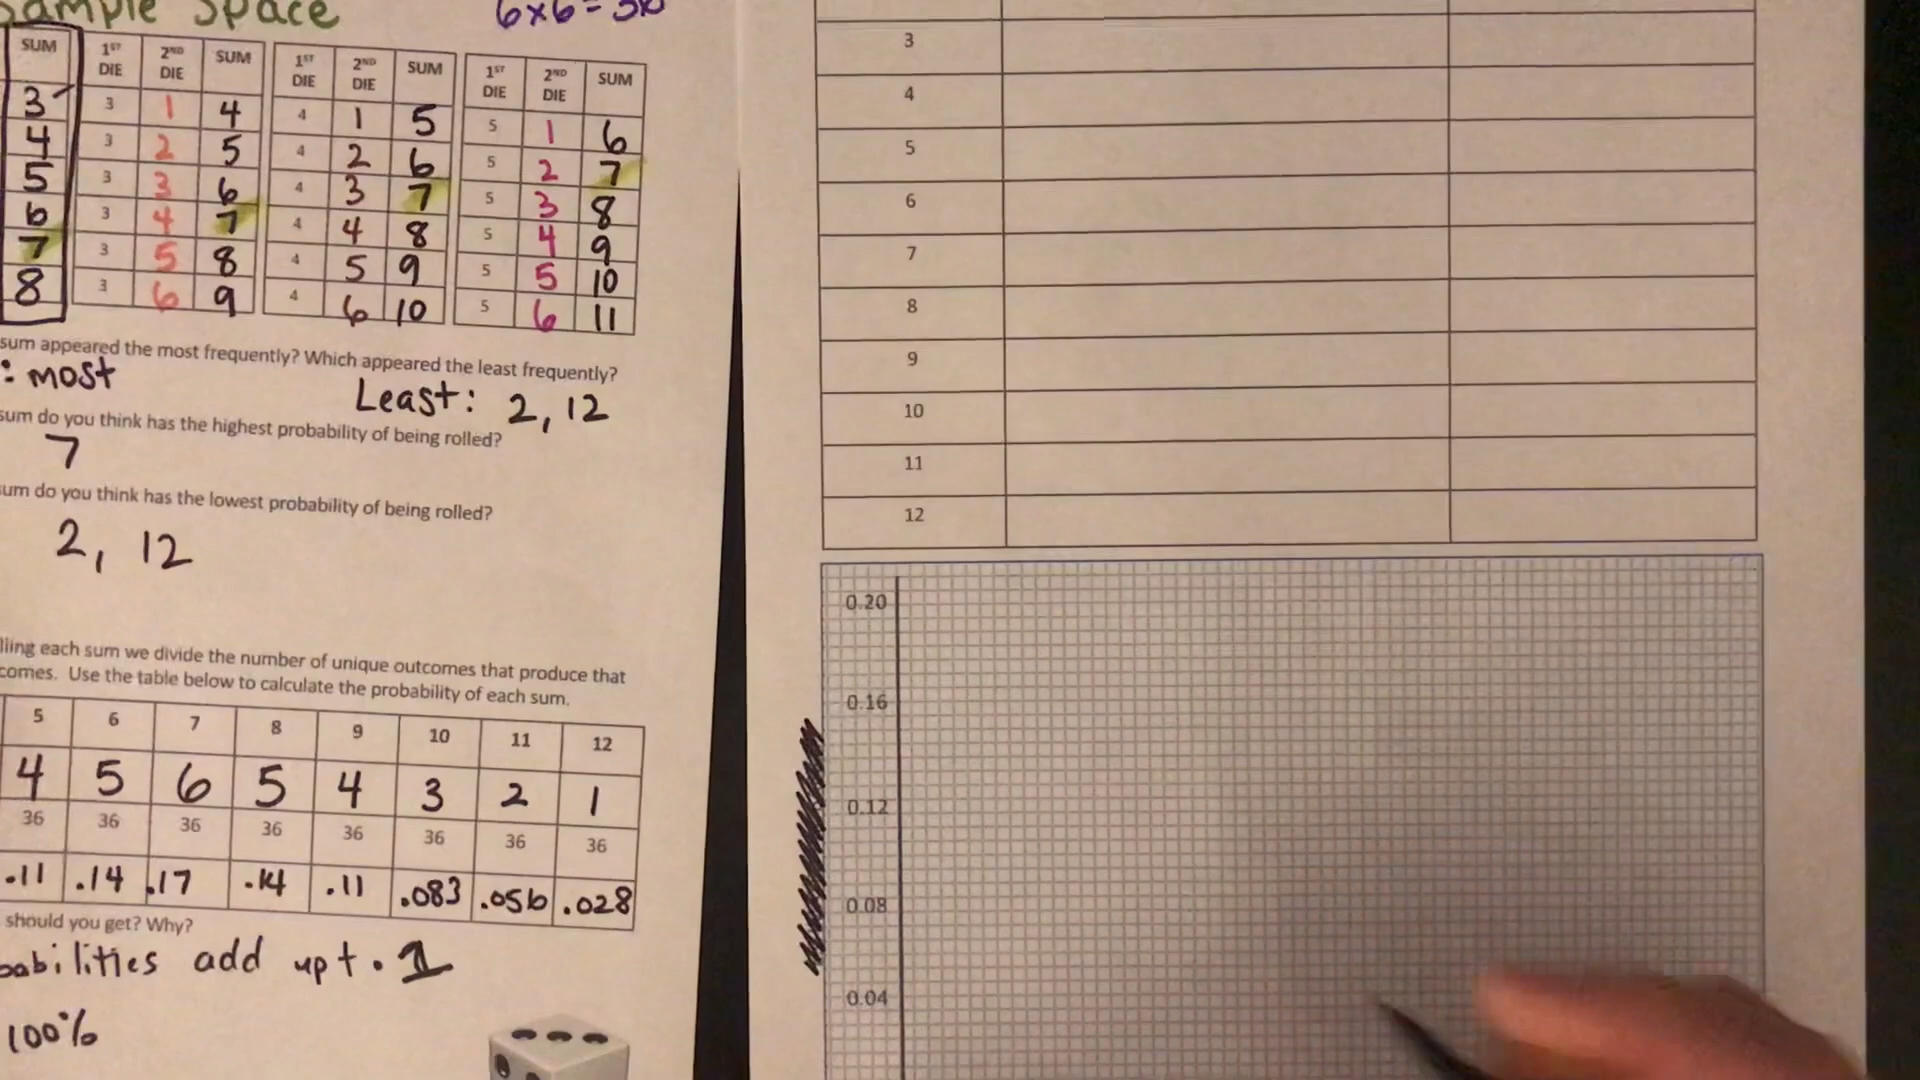 Sample Space
6x6=36
SUM
3
4
5
6
7
8
1ST DIE 2ND DIE SUM
3 1 4
3 2 5
3 3 6
3 4 7
3 5 8
3 6 9
1ST DIE 2ND DIE SUM
4 1 5
4 2 6
4 3 7
4 4 8
4 5 9
4 6 10
1ST DIE 2ND DIE SUM
5 1 6
5 2 7
5 3 8
5 4 9
5 5 10
5 6 11
sum appeared the most frequently? Which appeared the least frequently?
: most Least: 2, 12
sum do you think has the highest probability of being rolled?
7
um do you think has the lowest probability of being rolled?
2, 12
lling each sum we divide the number of unique outcomes that produce that
comes. Use the table below to calculate the probability of each sum.
5 6 7 8 9 10 11 12
4 5 6 5 4 3 2 1
36 36 36 36 36 36 36 36
.11 .14 .17 .14 .11 .083 .056 .028
should you get? Why?
babilities add up to 1
100%
3
4
5
6
7
8
9
10
11
12
0.20
0.16
0.12
0.08
0.04